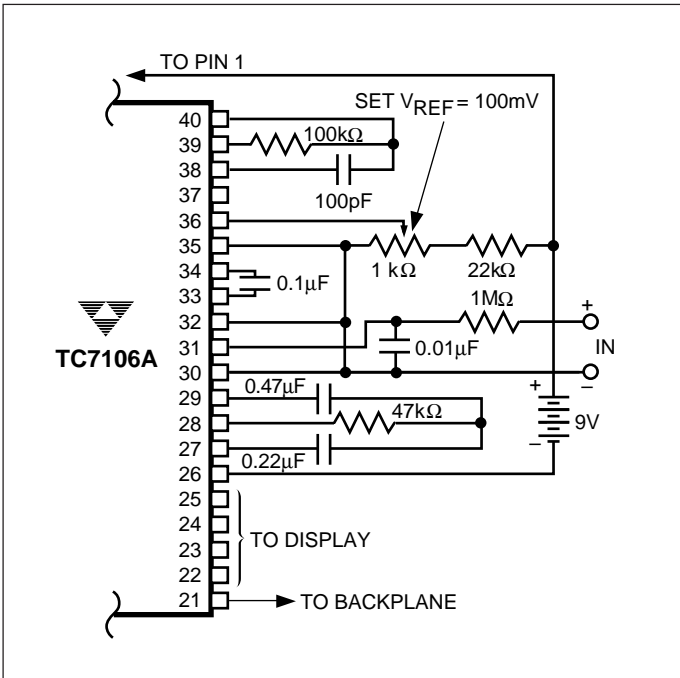 TO PIN 1
SET VREF = 100mV
40
39
100kΩ
38
100pF
37
36
35
1 kΩ
22kΩ
34
0.1µF
33
1MΩ
32
+
31
0.01µF
IN
TC7106A
30
–
29
0.47µF
+
28
47kΩ
9V
27
–
0.22µF
26
25
24
TO DISPLAY
23
22
21
TO BACKPLANE